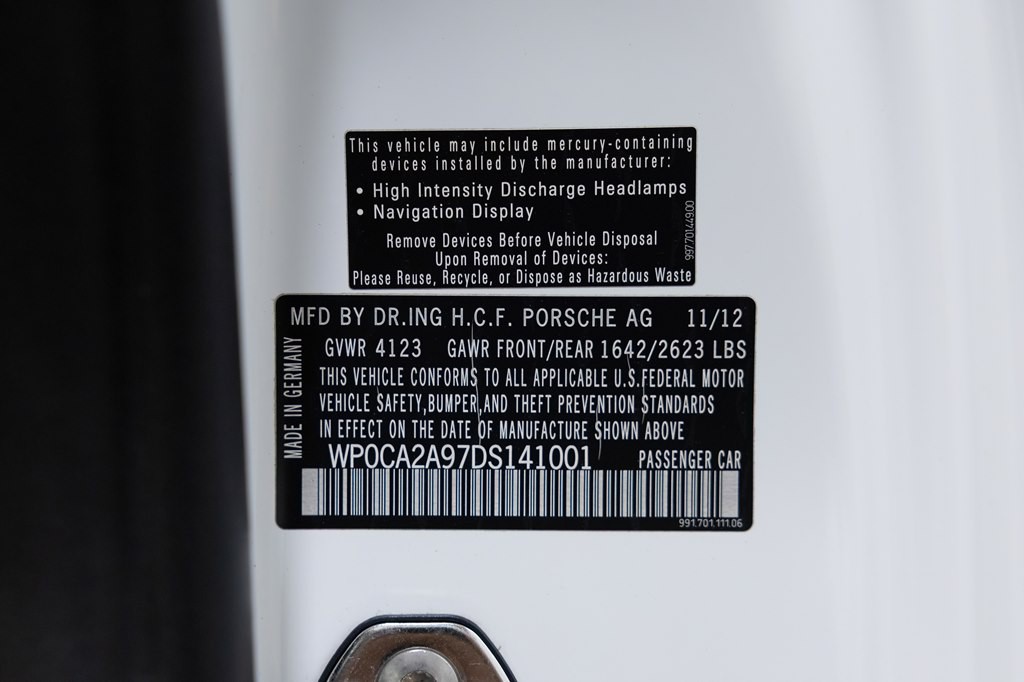 This vehicle may include mercury-containing
devices installed by the manufacturer:
• High Intensity Discharge Headlamps
• Navigation Display
Remove Devices Before Vehicle Disposal
Upon Removal of Devices:
Please Reuse, Recycle, or Dispose as Hazardous Waste
99770144900
MFD BY DR.ING H.C.F. PORSCHE AG 11/12
GVWR 4123 GAWR FRONT/REAR 1642/2623 LBS
THIS VEHICLE CONFORMS TO ALL APPLICABLE U.S.FEDERAL MOTOR
VEHICLE SAFETY,BUMPER,AND THEFT PREVENTION STANDARDS
IN EFFECT ON THE DATE OF MANUFACTURE SHOWN ABOVE
WP0CA2A97DS141001 PASSENGER CAR
MADE IN GERMANY
991.701.111.06